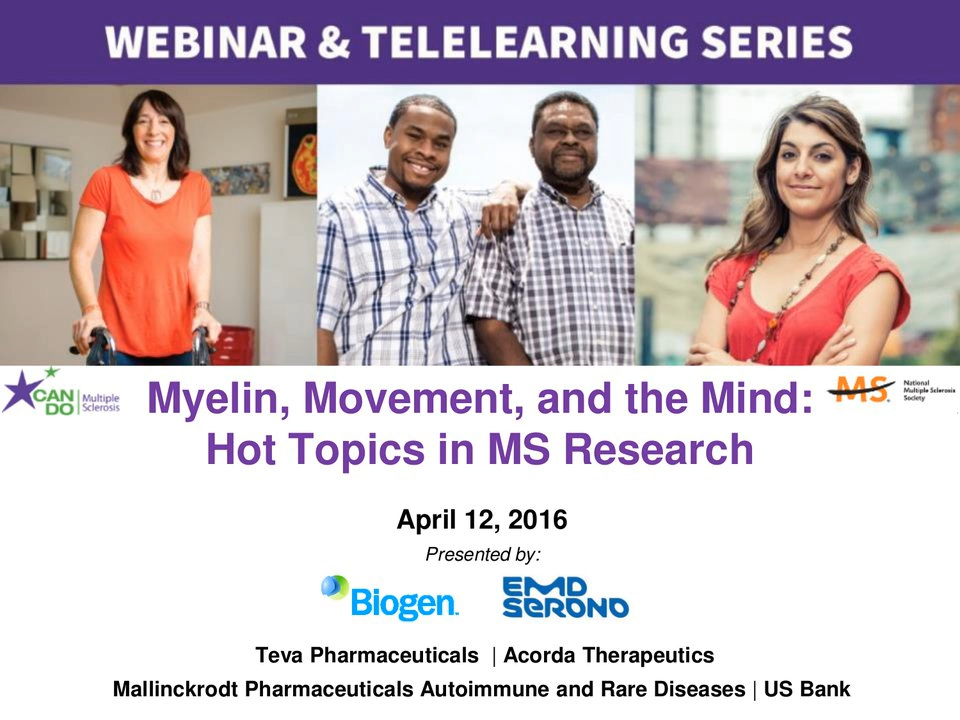 WEBINAR & TELELEARNING SERIES
CAN DO Multiple Sclerosis
Myelin, Movement, and the Mind:
MS National Multiple Sclerosis Society
Hot Topics in MS Research
April 12, 2016
Presented by:
Biogen
EMD SERONO
Teva Pharmaceuticals | Acorda Therapeutics
Mallinckrodt Pharmaceuticals Autoimmune and Rare Diseases | US Bank